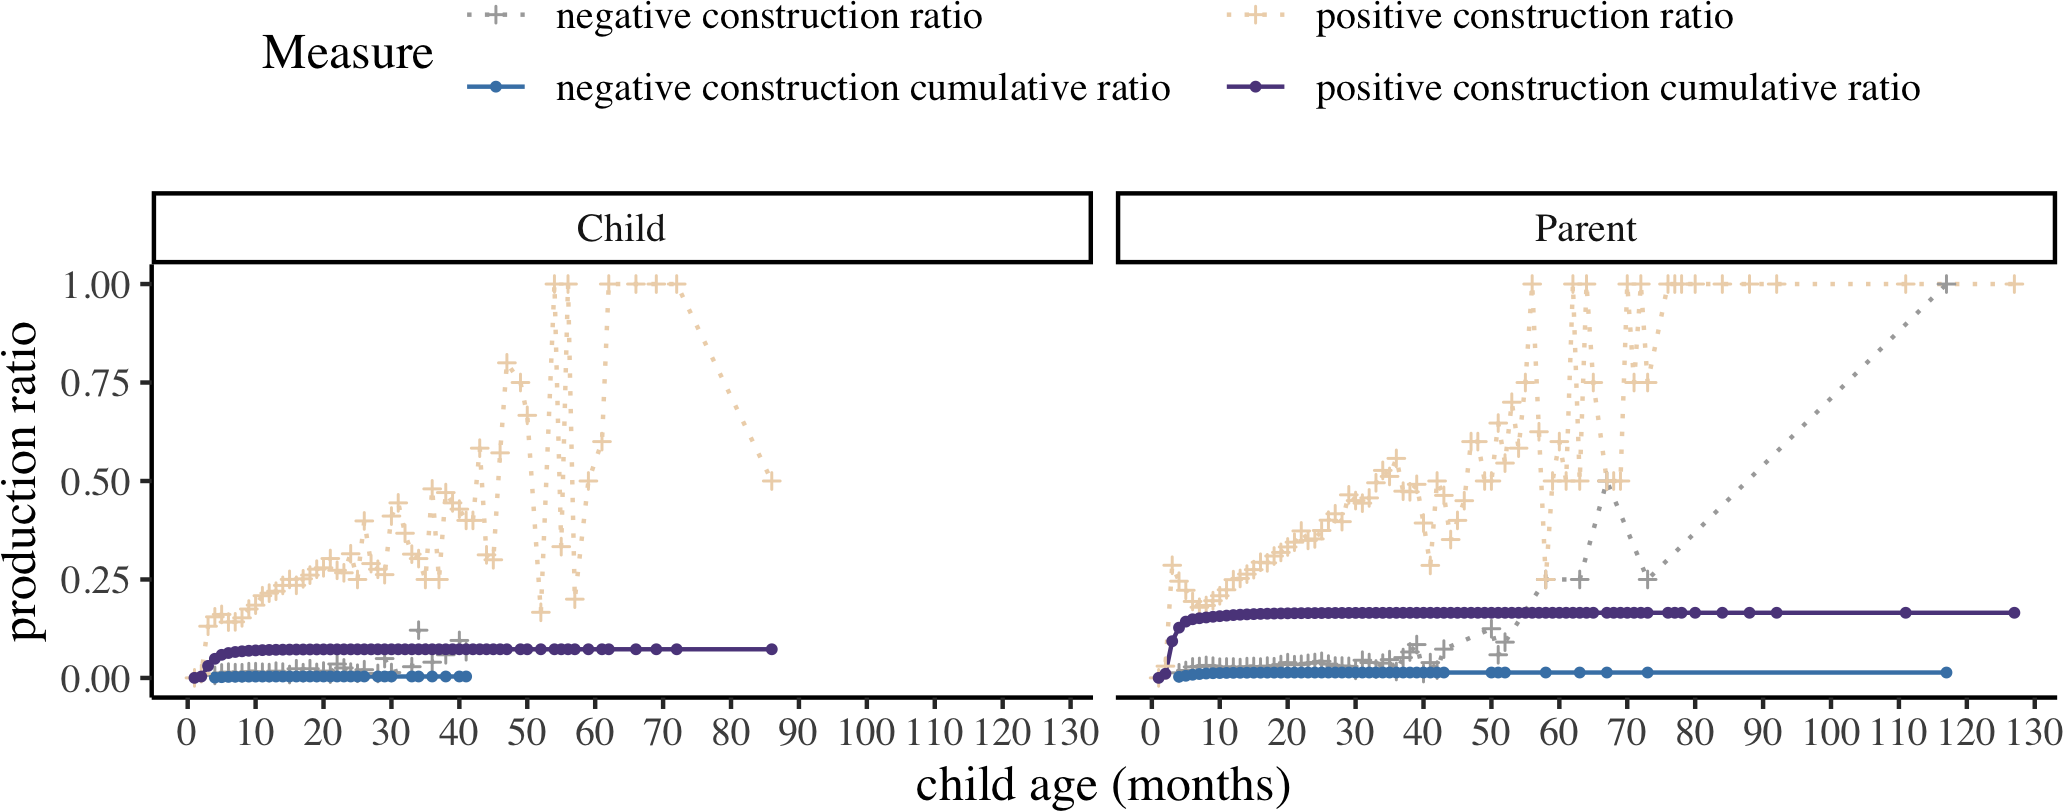 Measure
negative construction ratio
positive construction ratio
negative construction cumulative ratio
positive construction cumulative ratio
Child
Parent
production ratio
1.00
0.75
0.50
0.25
0.00
0 10 20 30 40 50 60 70 80 90 100 110 120 130
0 10 20 30 40 50 60 70 80 90 100 110 120 130
child age (months)